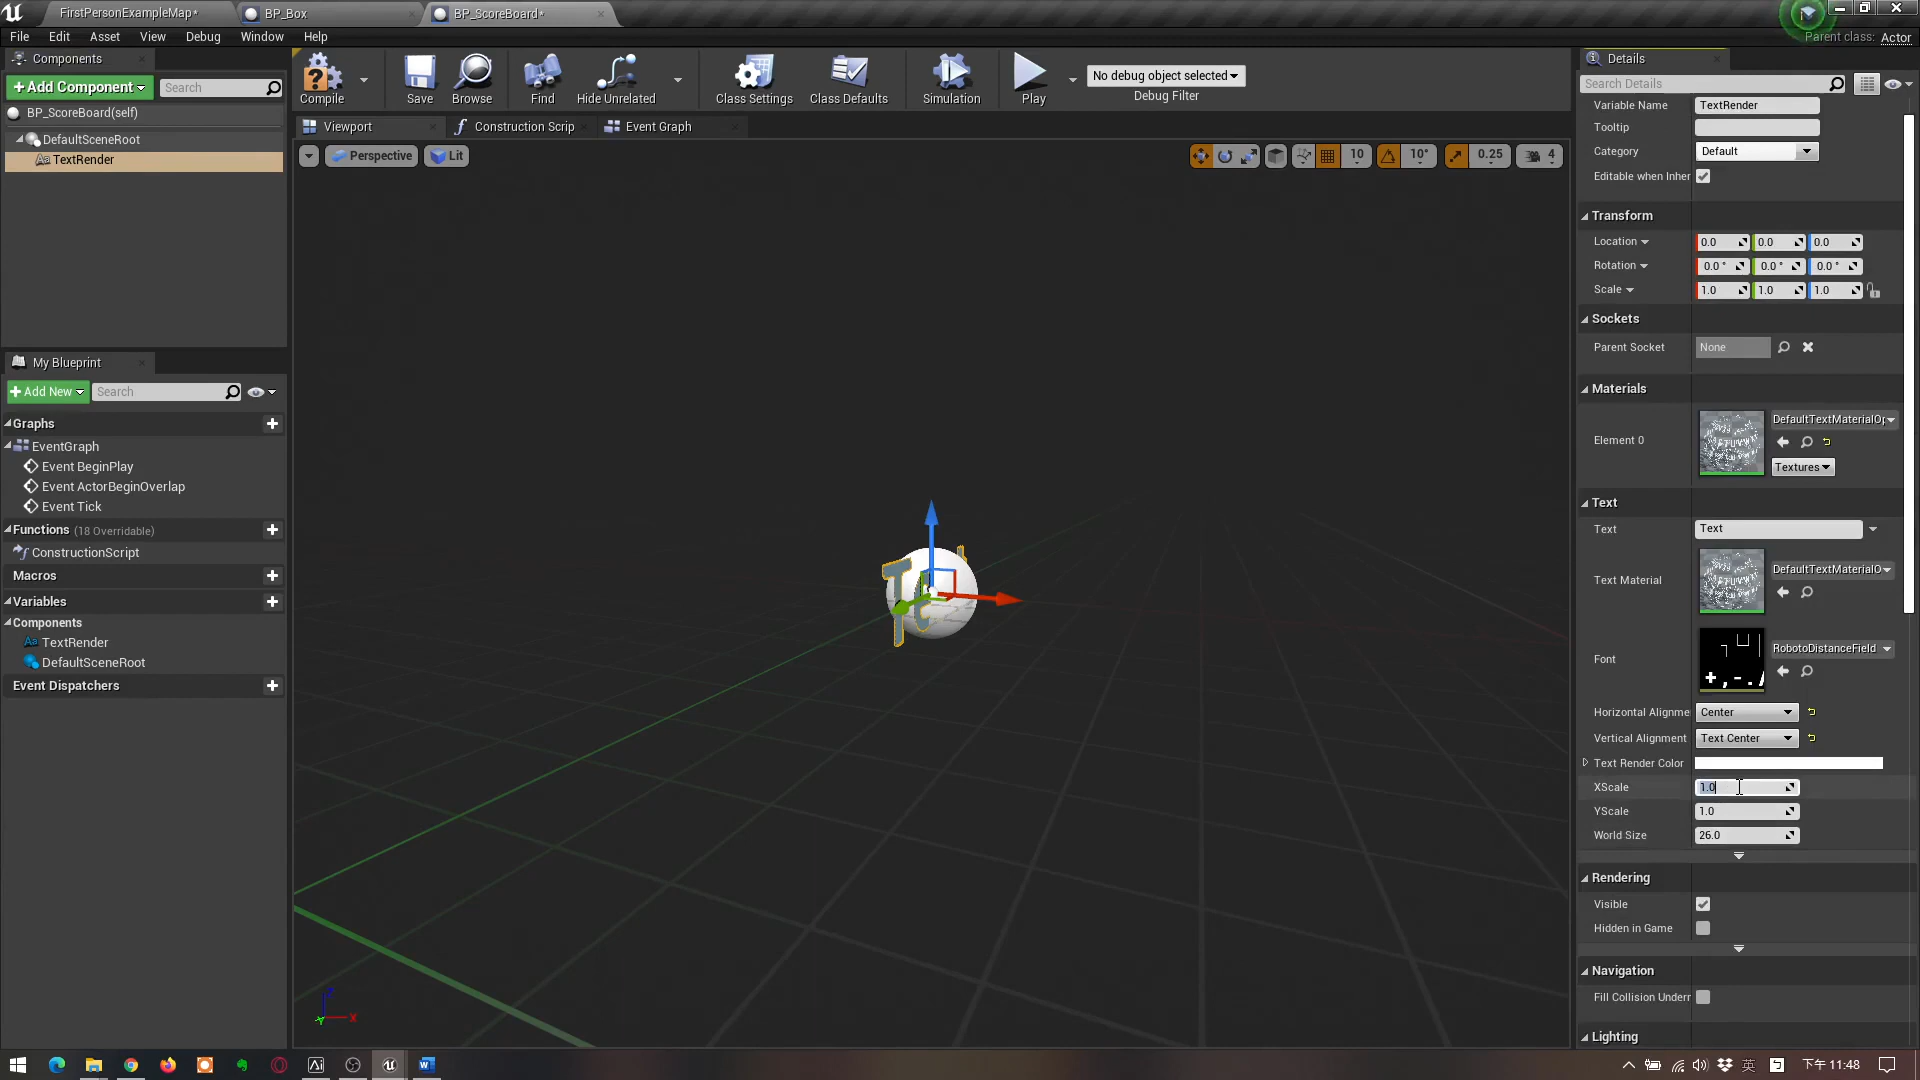 FirstPersonExampleMap*
BP_Box
BP_ScoreBoard*
File Edit Asset View Debug Window Help
Parent class: Actor
Components
+ Add Component
Search
BP_ScoreBoard(self)
DefaultSceneRoot
TextRender
My Blueprint
+ Add New
Search
Graphs
EventGraph
Event BeginPlay
Event ActorBeginOverlap
Event Tick
Functions (18 Overridable)
ConstructionScript
Macros
Variables
Components
TextRender
DefaultSceneRoot
Event Dispatchers
Compile
Save
Browse
Find
Hide Unrelated
Class Settings
Class Defaults
Simulation
Play
No debug object selected
Debug Filter
Viewport
Construction Scrip
Event Graph
Perspective
Lit
10
10°
0.25
4
X
Details
Search Details
Variable Name TextRender
Tooltip
Category Default
Editable when Inher
Transform
Location 0.0 0.0 0.0
Rotation 0.0 ° 0.0 ° 0.0 °
Scale 1.0 1.0 1.0
Sockets
Parent Socket None
Materials
Element 0
DefaultTextMaterialOp
Textures
Text
Text Text
Text Material DefaultTextMaterialO
Font RobotoDistanceField
Horizontal Alignme Center
Vertical Alignment Text Center
Text Render Color
XScale 1.0
YScale 1.0
World Size 26.0
Rendering
Visible
Hidden in Game
Navigation
Fill Collision Underr
Lighting
英
下午 11:48